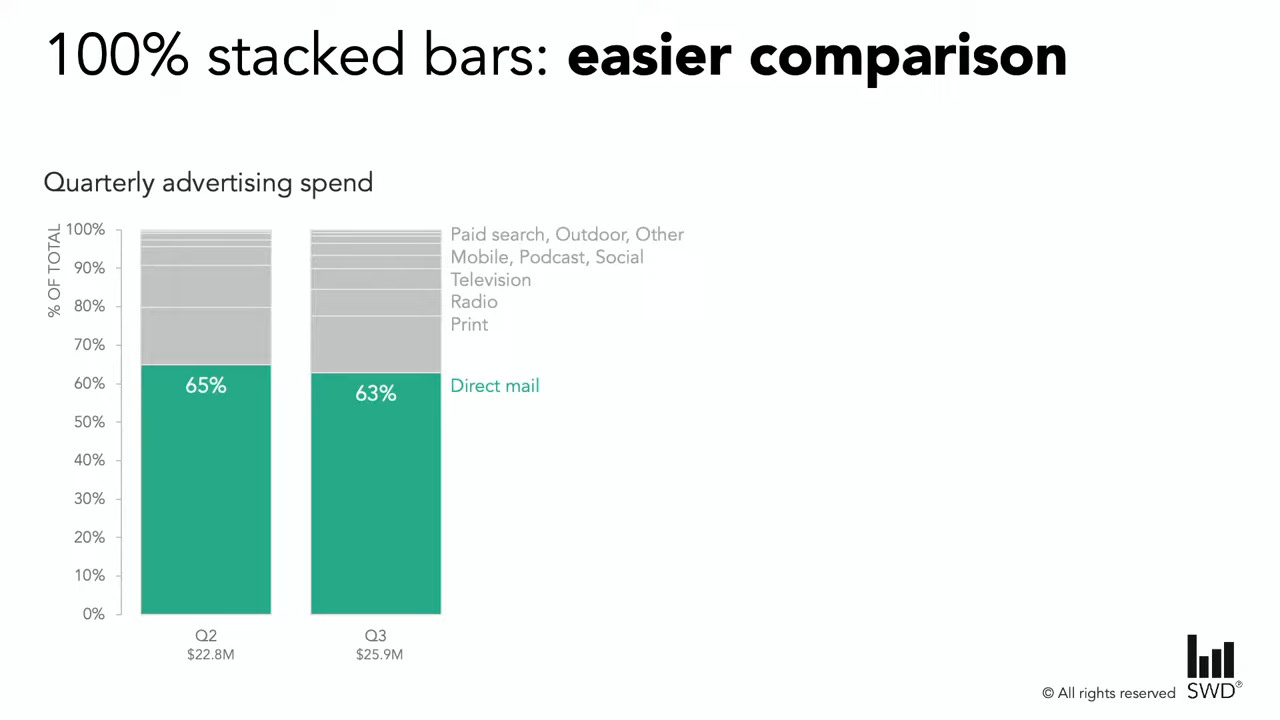 100% stacked bars: easier comparison
Quarterly advertising spend
% OF TOTAL
100%
90%
80%
70%
60%
50%
40%
30%
20%
10%
0%
65%
63%
Paid search, Outdoor, Other
Mobile, Podcast, Social
Television
Radio
Print
Direct mail
Q2
$22.8M
Q3
$25.9M
© All rights reserved
SWD®